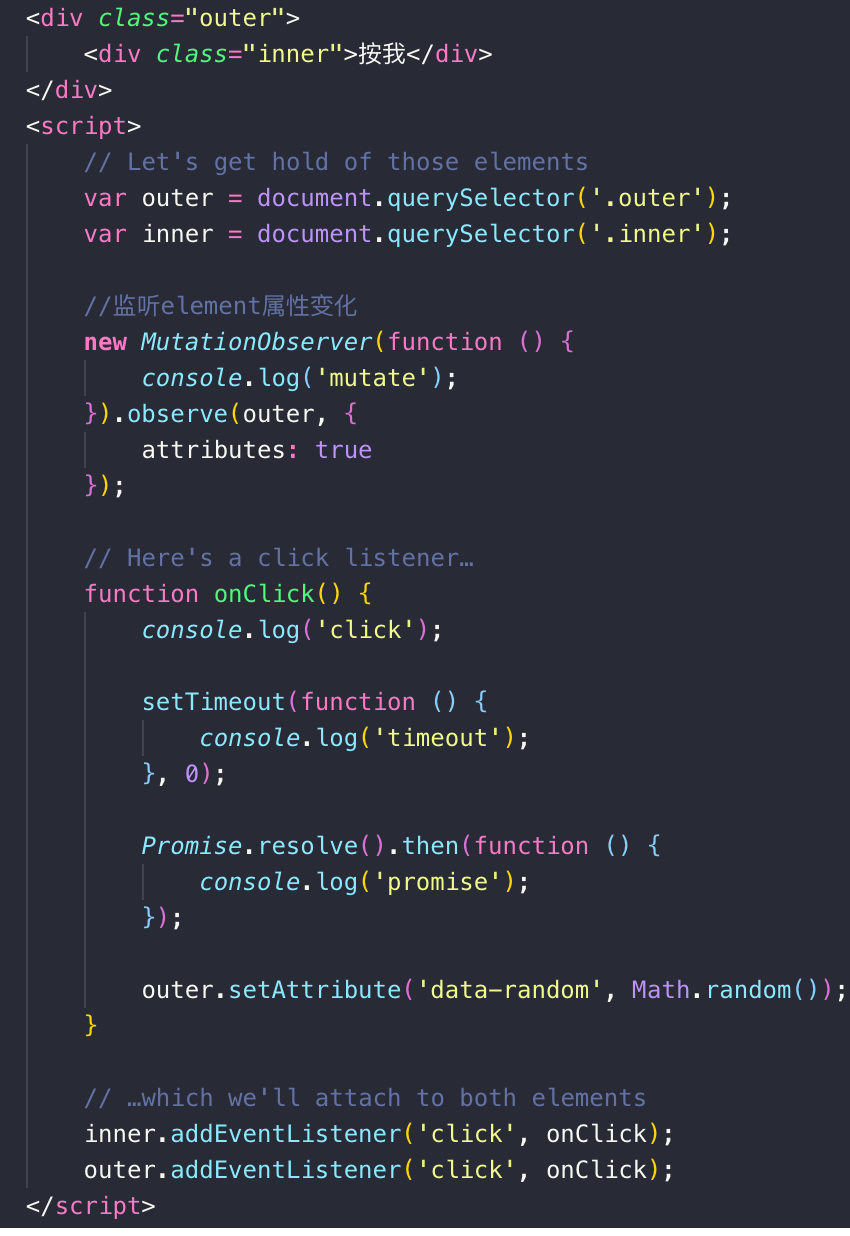 <div class="outer">
    <div class="inner">按我</div>
</div>
<script>
    // Let's get hold of those elements
    var outer = document.querySelector('.outer');
    var inner = document.querySelector('.inner');

    //监听element属性变化
    new MutationObserver(function () {
        console.log('mutate');
    }).observe(outer, {
        attributes: true
    });

    // Here's a click listener…
    function onClick() {
        console.log('click');

        setTimeout(function () {
            console.log('timeout');
        }, 0);

        Promise.resolve().then(function () {
            console.log('promise');
        });

        outer.setAttribute('data-random', Math.random());
    }

    // …which we'll attach to both elements
    inner.addEventListener('click', onClick);
    outer.addEventListener('click', onClick);
</script>